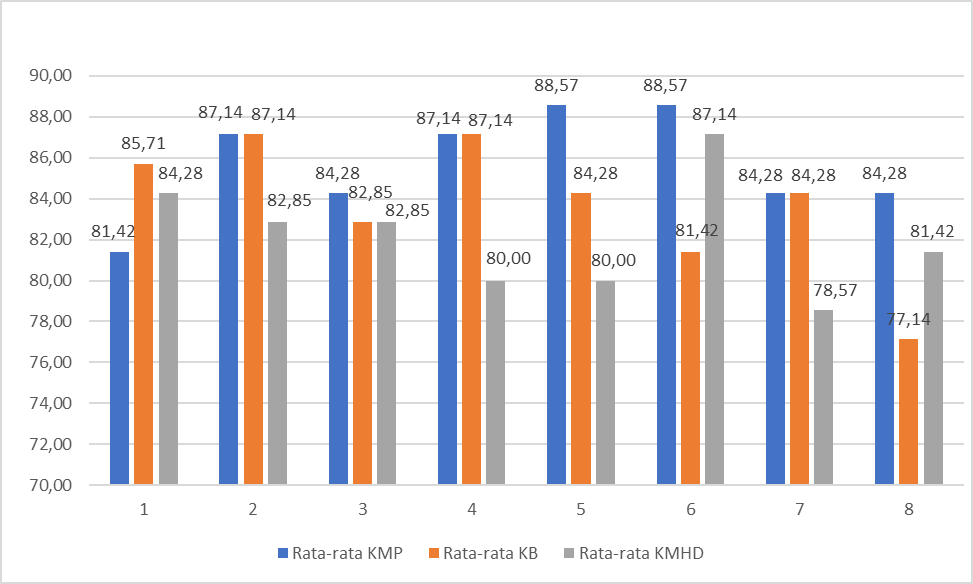 90,00
88,00
86,00
84,00
82,00
80,00
78,00
76,00
74,00
72,00
70,00
81,42 85,71 84,28
87,14 87,14 82,85
84,28 82,85 82,85
87,14 87,14 80,00
88,57 84,28 80,00
88,57 81,42 87,14
84,28 84,28 78,57
84,28 77,14 81,42
1 2 3 4 5 6 7 8
Rata-rata KMP Rata-rata KB Rata-rata KMHD